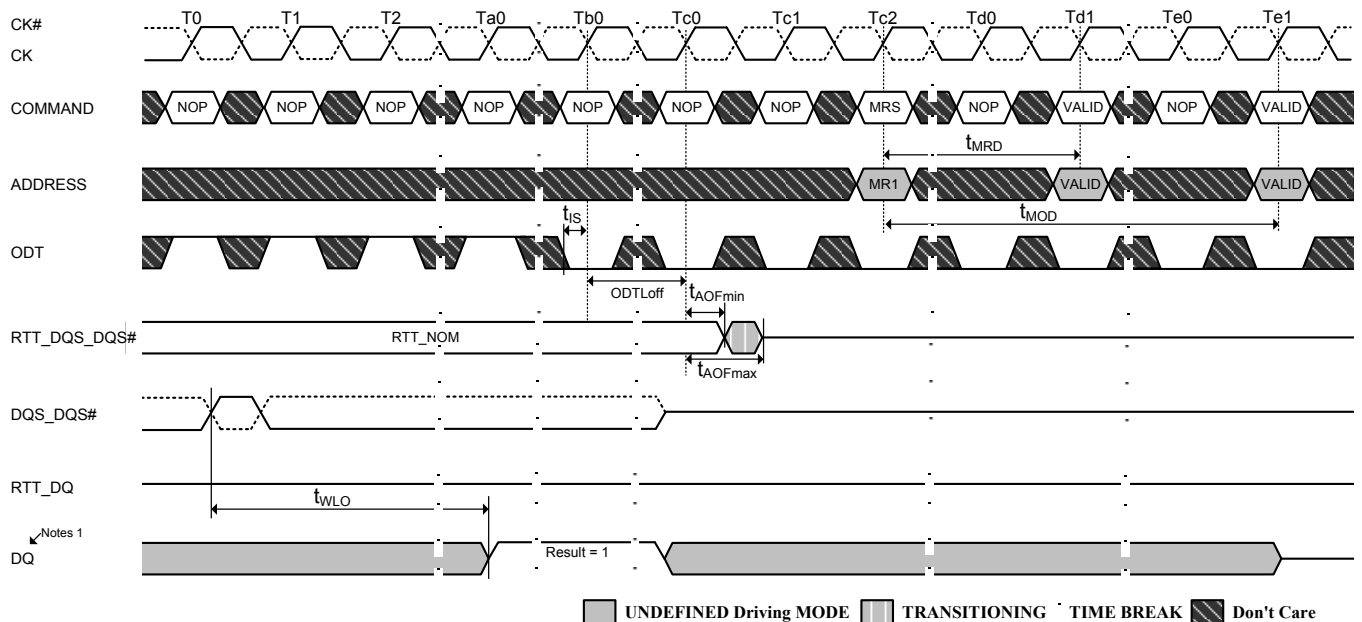 T0 T1 T2 Ta0 Tb0 Tc0 Tc1 Tc2 Td0 Td1 Te0 Te1
CK#
CK
COMMAND NOP NOP NOP NOP NOP NOP NOP MRS NOP VALID NOP VALID
tMRD
ADDRESS MR1 VALID VALID
tIS tMOD
ODT
ODTLoff tAOFmin
RTT_DQS_DQS# RTT_NOM
tAOFmax
DQS_DQS#
RTT_DQ
tWLO
Notes 1
DQ Result = 1
UNDEFINED Driving MODE TRANSITIONING TIME BREAK Don't Care